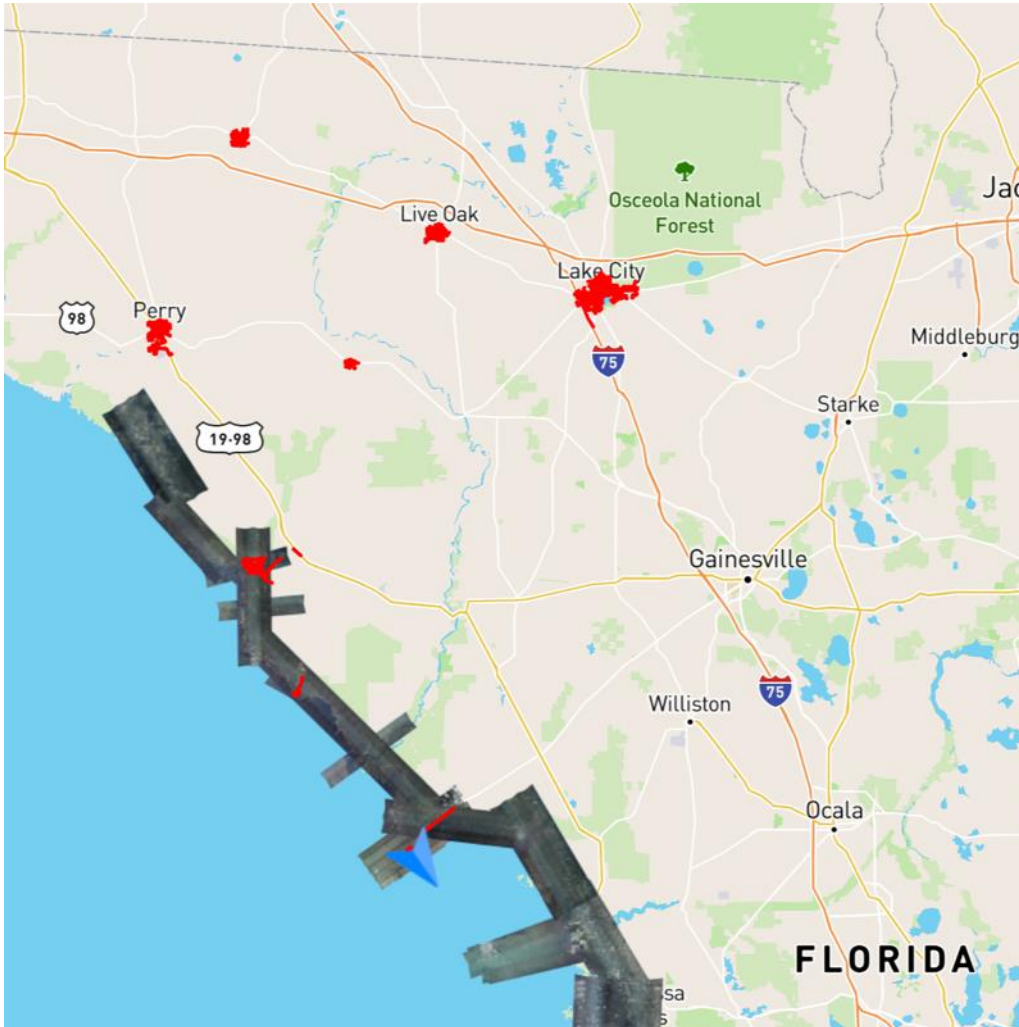 Jac
Osceola National
Forest
Live Oak
Lake City
98
Perry
Middleburg
75
Starke
19-98
Gainesville
75
Williston
Ocala
FLORIDA
ssa
s